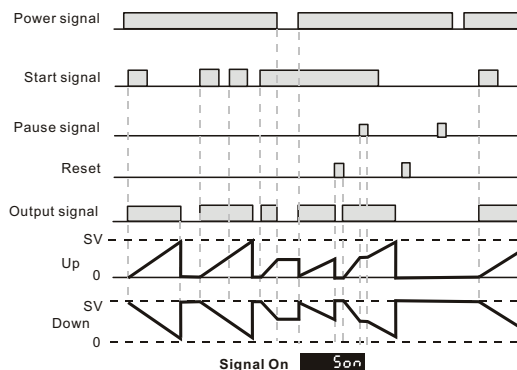 Power signal
Start signal
Pause signal
Reset
Output signal
SV
Up
0
SV
Down
0
Signal On Son